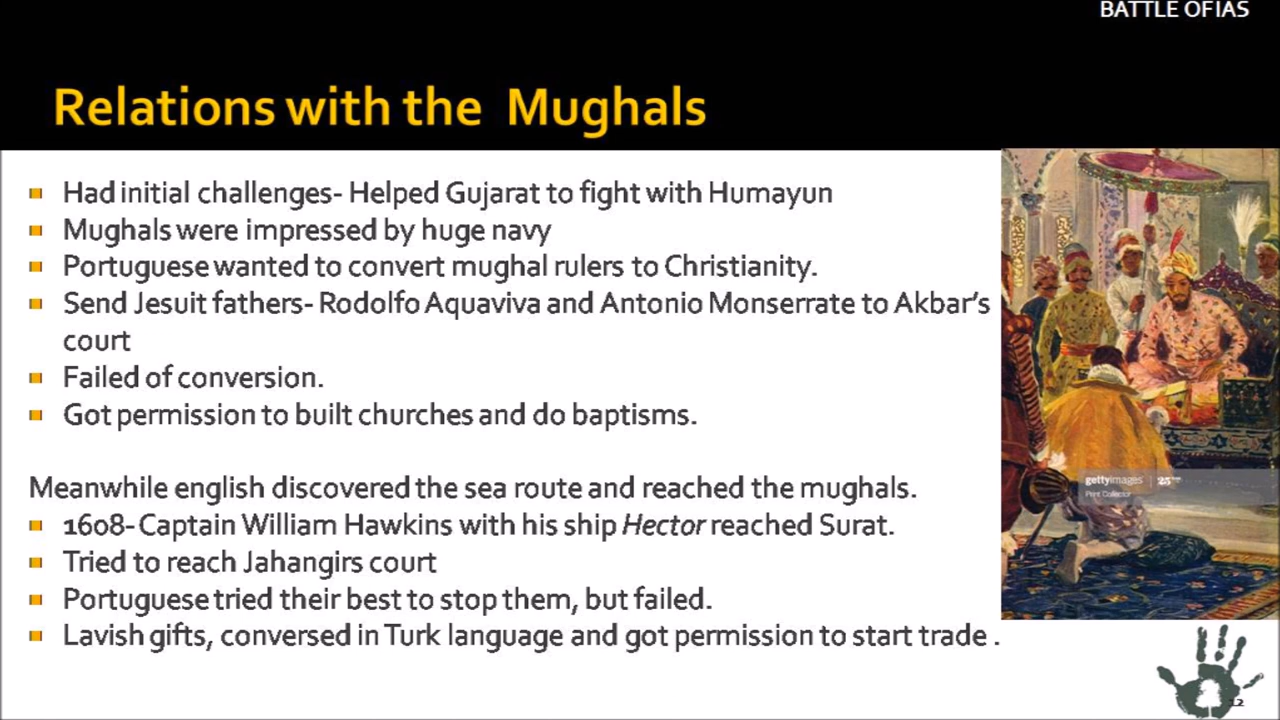 BATTLE OF IAS
Relations with the Mughals
Had initial challenges- Helped Gujarat to fight with Humayun
Mughals were impressed by huge navy
Portuguese wanted to convert mughal rulers to Christianity.
Send Jesuit fathers- Rodolfo Aquaviva and Antonio Monserrate to Akbar's
court
Failed of conversion.
Got permission to built churches and do baptisms.
Meanwhile english discovered the sea route and reached the mughals.
1608- Captain William Hawkins with his ship Hector reached Surat.
Tried to reach Jahangirs court
Portuguese tried their best to stop them, but failed.
Lavish gifts, conversed in Turk language and got permission to start trade .
gettyimages
Print Collector
12